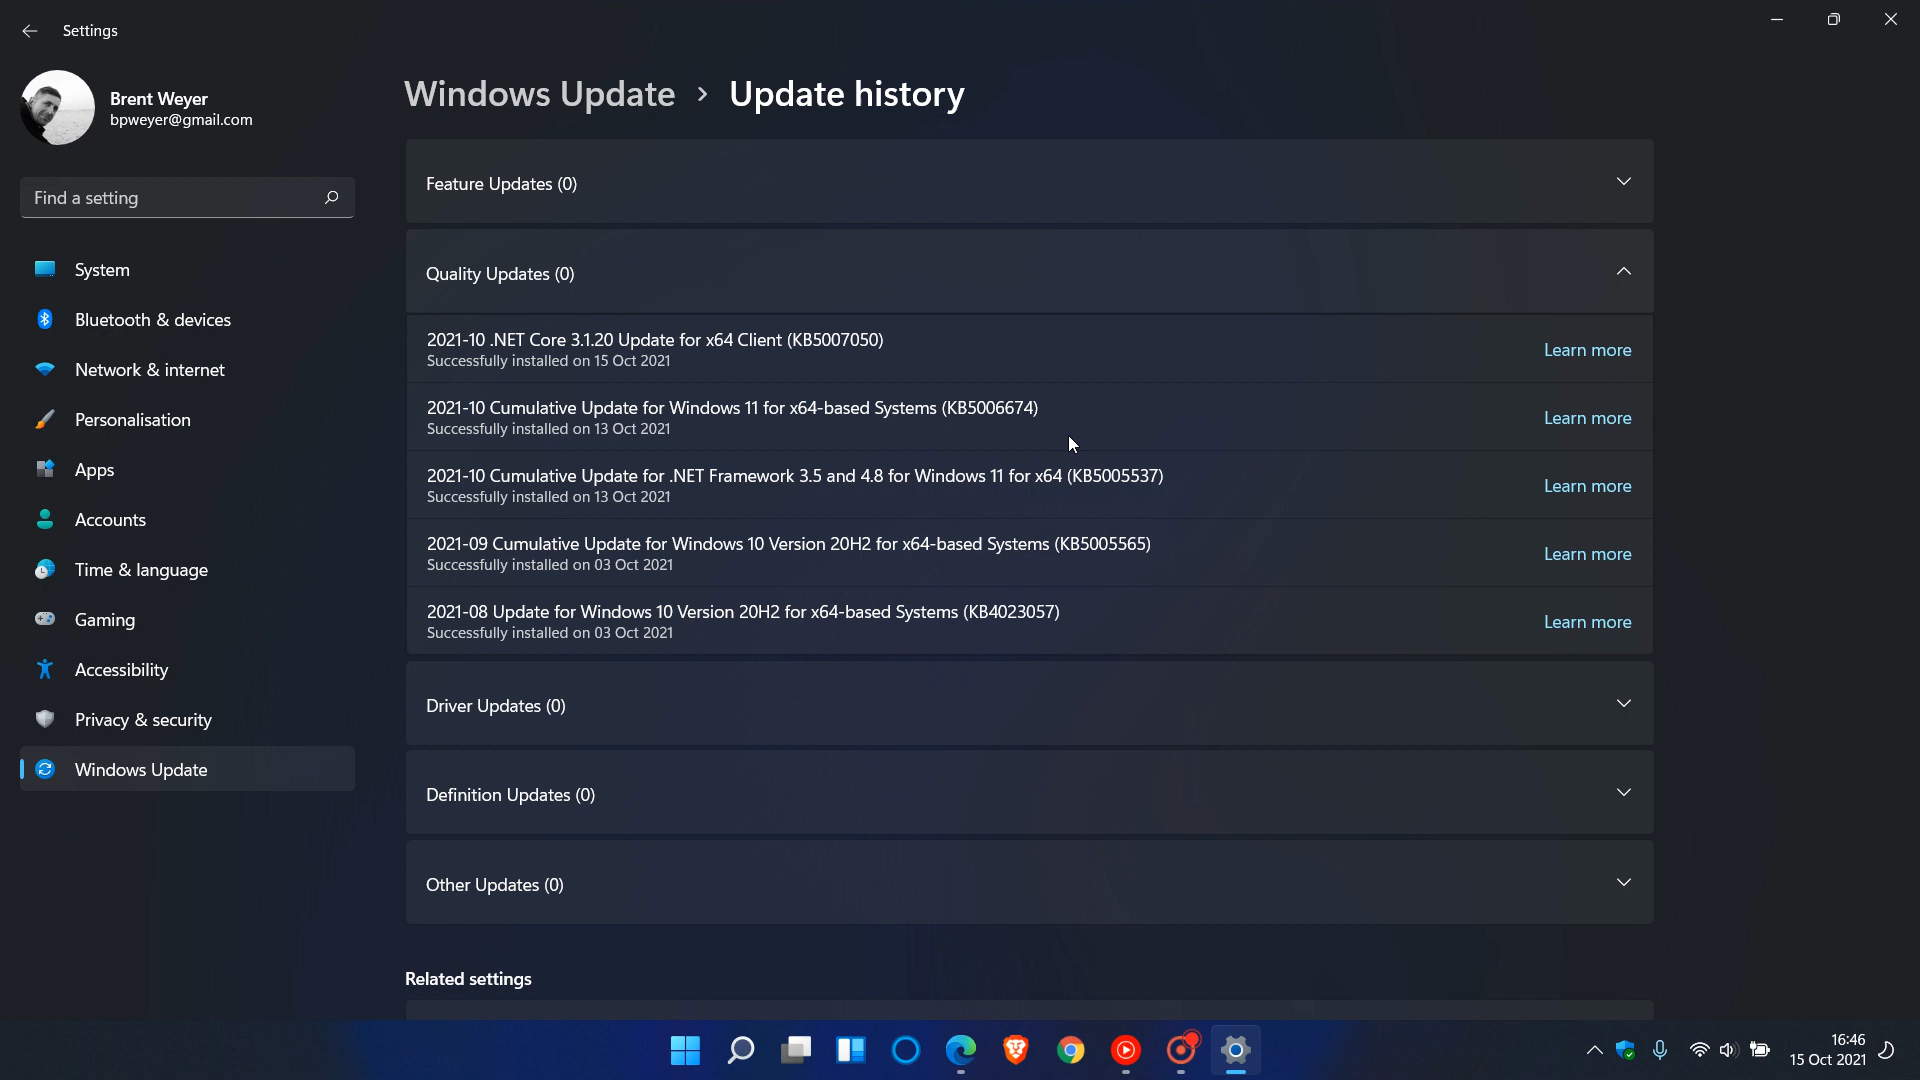 Settings
Brent Weyer
bpweyer@gmail.com
Find a setting
System
Bluetooth & devices
Network & internet
Personalisation
Apps
Accounts
Time & language
Gaming
Accessibility
Privacy & security
Windows Update
Windows Update > Update history
Feature Updates (0)
Quality Updates (0)
2021-10 .NET Core 3.1.20 Update for x64 Client (KB5007050)
Successfully installed on 15 Oct 2021
Learn more
2021-10 Cumulative Update for Windows 11 for x64-based Systems (KB5006674)
Successfully installed on 13 Oct 2021
Learn more
2021-10 Cumulative Update for .NET Framework 3.5 and 4.8 for Windows 11 for x64 (KB5005537)
Successfully installed on 13 Oct 2021
Learn more
2021-09 Cumulative Update for Windows 10 Version 20H2 for x64-based Systems (KB5005565)
Successfully installed on 03 Oct 2021
Learn more
2021-08 Update for Windows 10 Version 20H2 for x64-based Systems (KB4023057)
Successfully installed on 03 Oct 2021
Learn more
Driver Updates (0)
Definition Updates (0)
Other Updates (0)
Related settings
16:46
15 Oct 2021